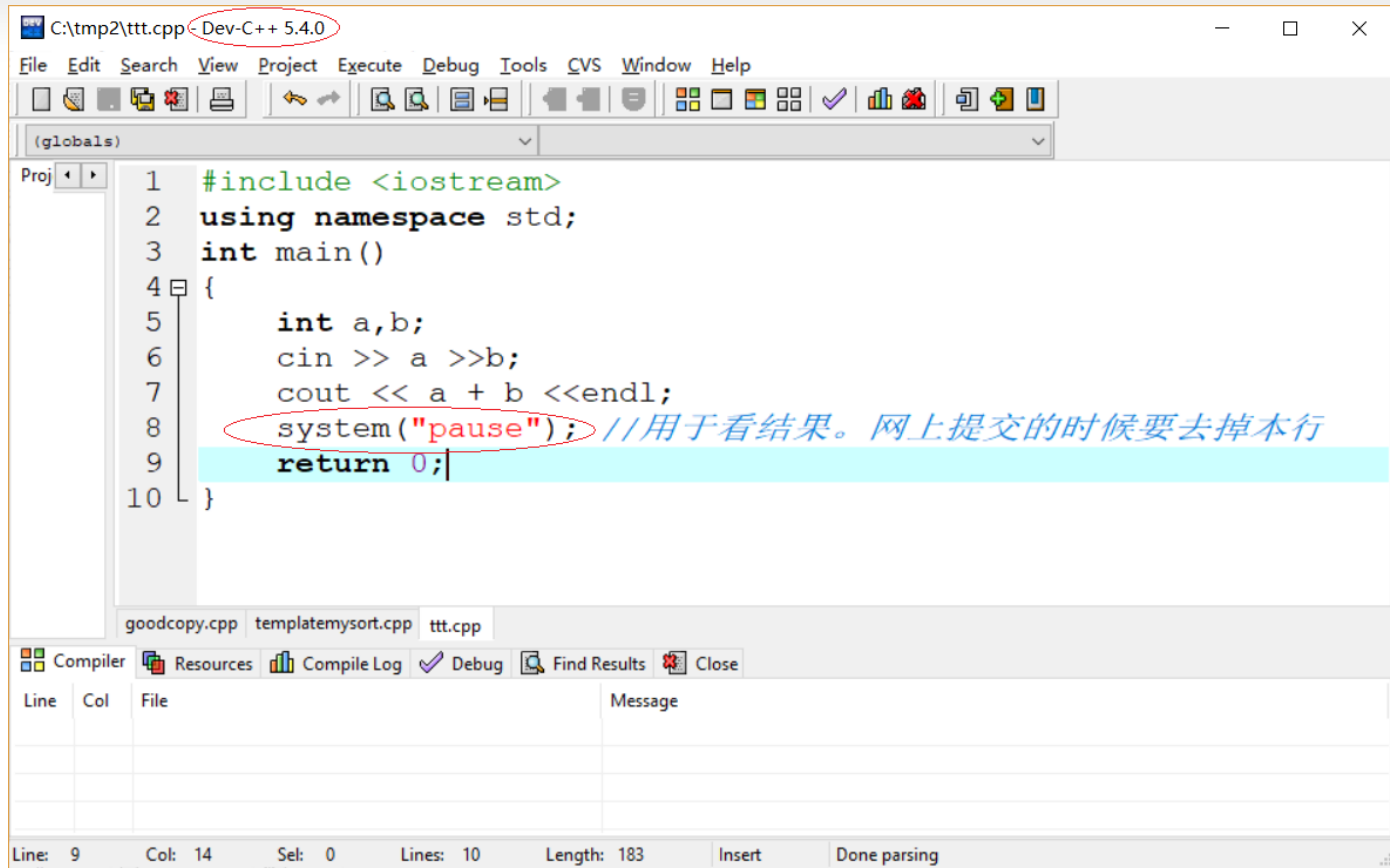 C:\tmp2\ttt.cpp - Dev-C++ 5.4.0
File Edit Search View Project Execute Debug Tools CVS Window Help
(globals)
Proj
1 #include <iostream>
2 using namespace std;
3 int main()
4 {
5 int a,b;
6 cin >> a >>b;
7 cout << a + b <<endl;
8 system("pause"); //用于看结果。网上提交的时候要去掉本行
9 return 0;
10 }
goodcopy.cpp templatemysort.cpp ttt.cpp
Compiler Resources Compile Log Debug Find Results Close
Line Col File Message
Line: 9 Col: 14 Sel: 0 Lines: 10 Length: 183 Insert Done parsing